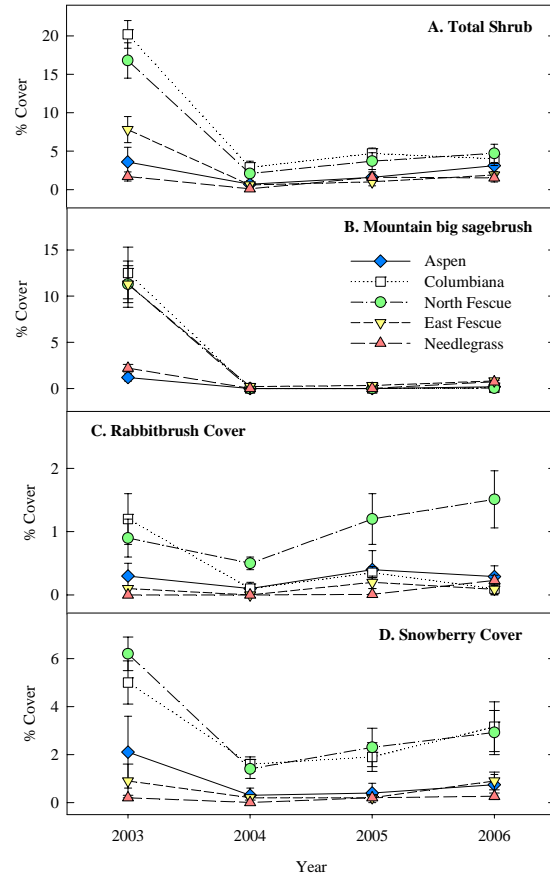 A. Total Shrub
20
15
10
5
0
% Cover
B. Mountain big sagebrush
Aspen
Columbiana
North Fescue
East Fescue
Needlegrass
15
10
5
0
% Cover
C. Rabbitbrush Cover
2
1
0
% Cover
D. Snowberry Cover
6
4
2
0
% Cover
2003
2004
2005
2006
Year